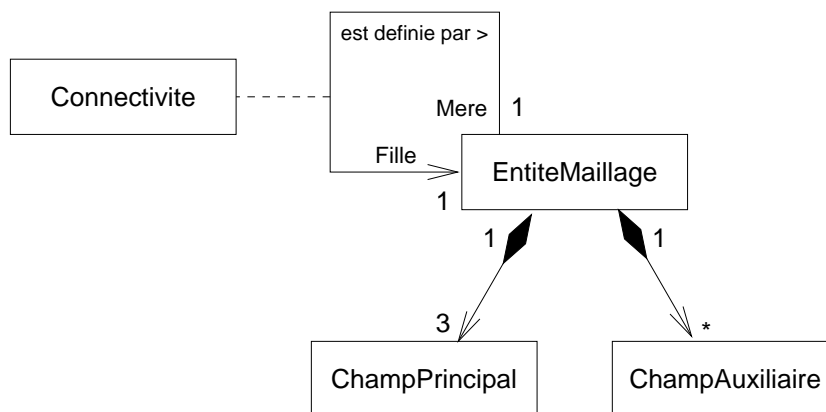 est definie par >
Connectivite
Mere 1
Fille
EntiteMaillage
1
1 1
3 *
ChampPrincipal ChampAuxiliaire